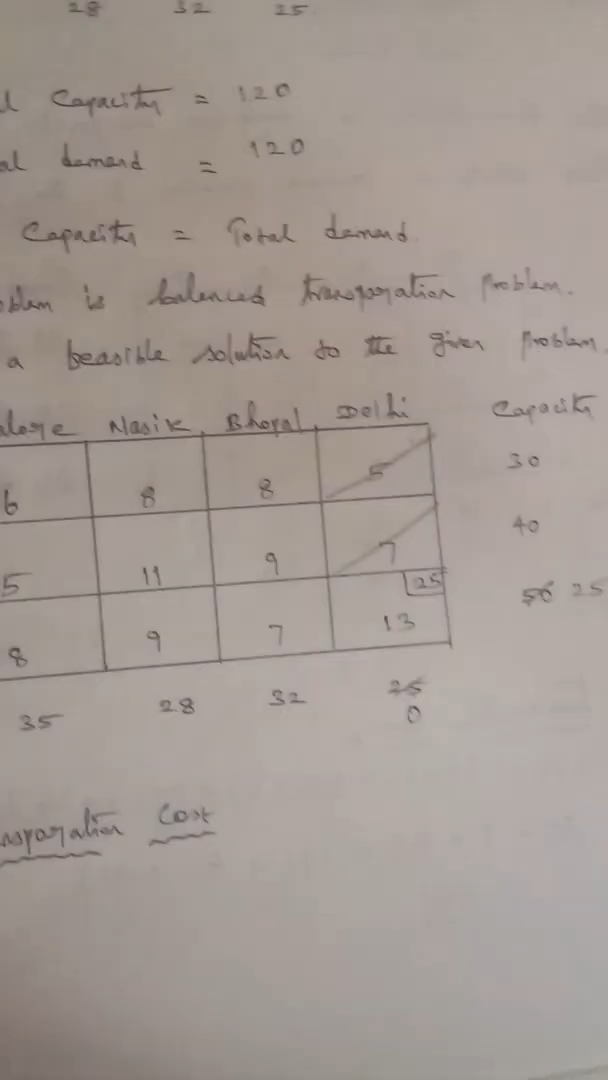 28 32 25
Capacity = 120
demand = 120
Capacity = Total demand.
is balanced transporation Problem.
a feasible solution to the given Problem.
Nasik Bhopal Delhi Capacity
6 8 8 5 30
5 11 9 7 40
25
8 9 7 13 50 25
35 28 32 25
0
Cost